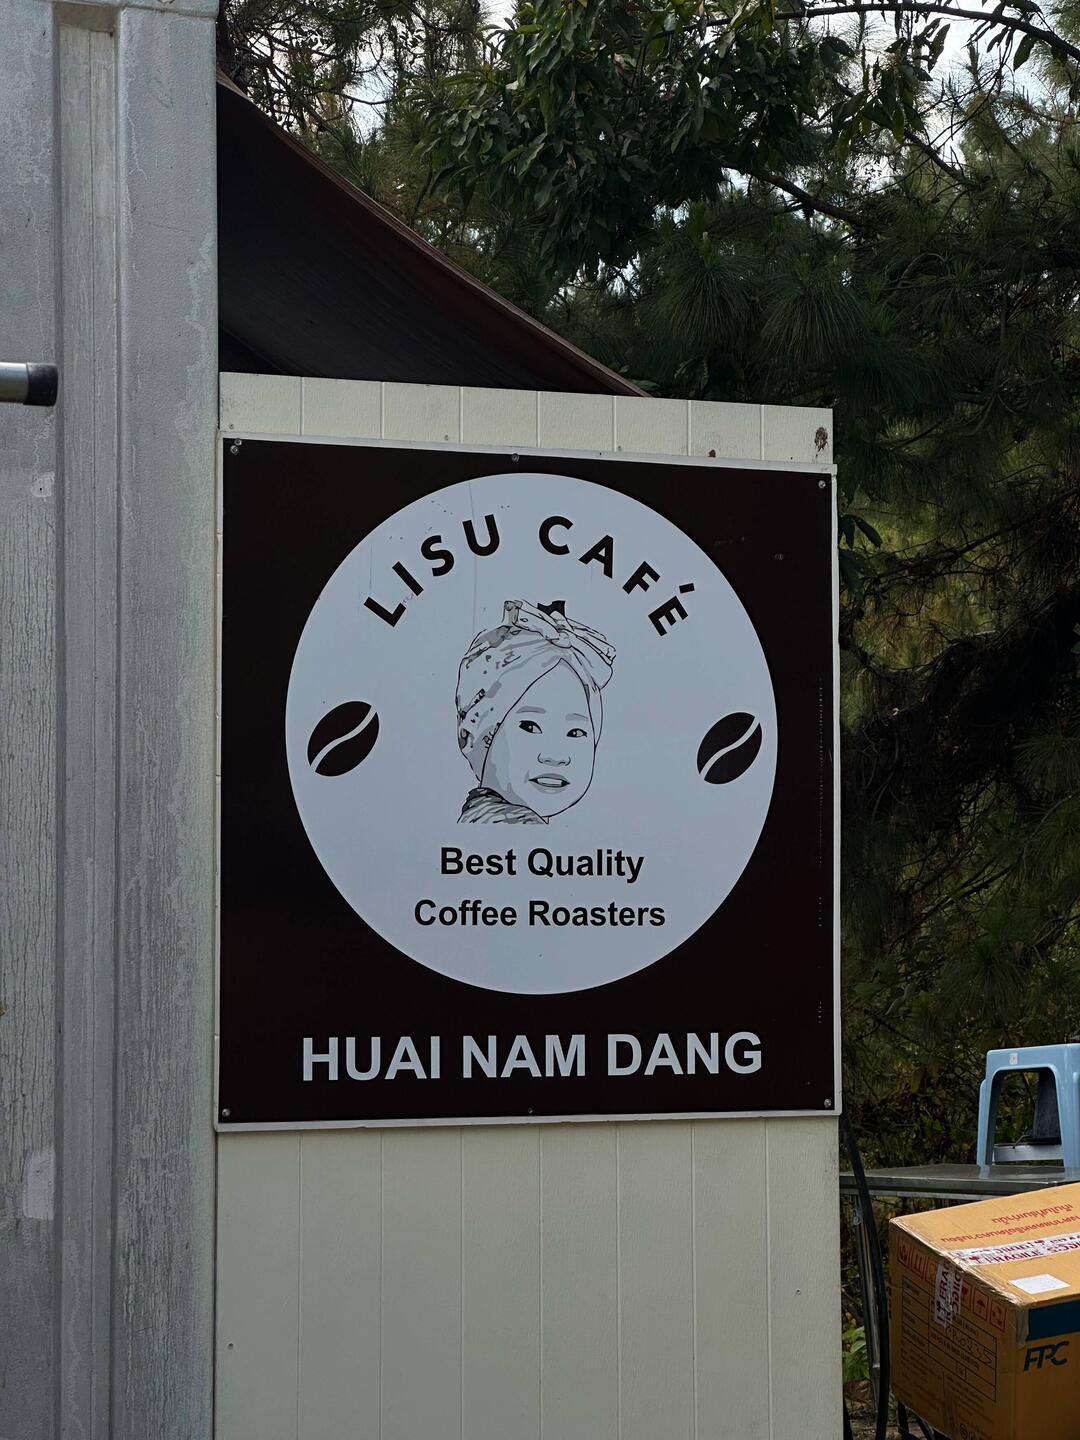 LISU CAFÉ
Best Quality
Coffee Roasters
HUAI NAM DANG
FPC